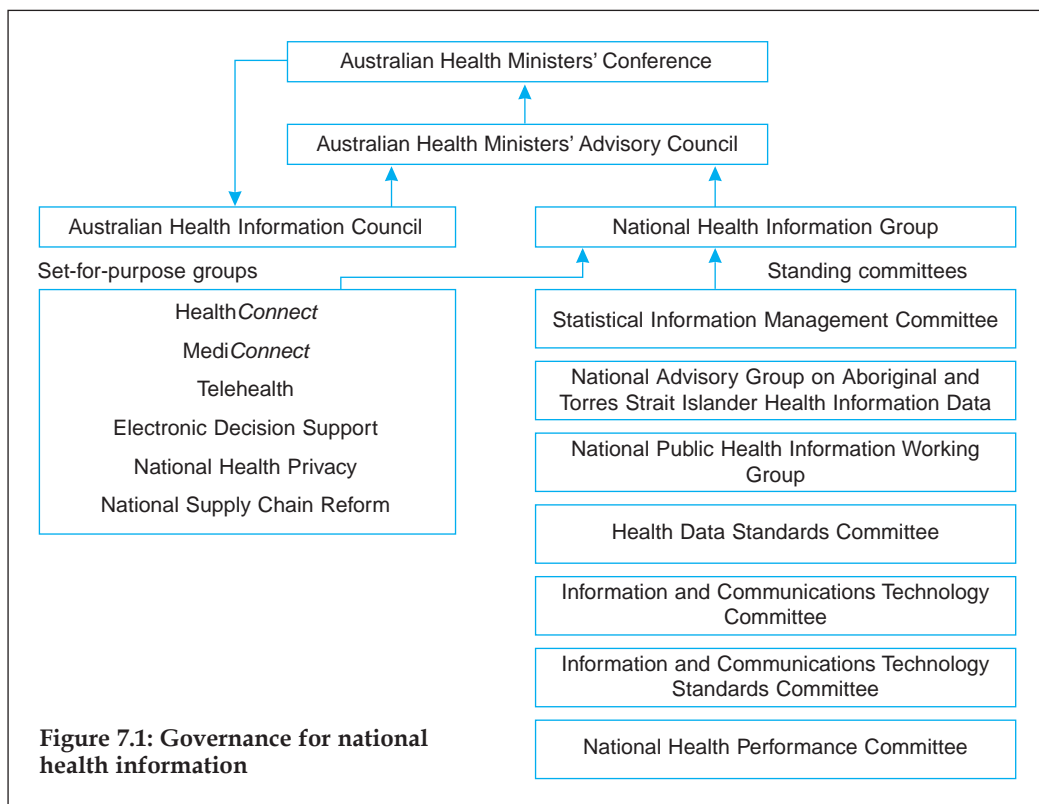 Australian Health Ministers' Conference
Australian Health Ministers' Advisory Council
Australian Health Information Council
National Health Information Group
Set-for-purpose groups
Standing committees
HealthConnect
MediConnect
Telehealth
Electronic Decision Support
National Health Privacy
National Supply Chain Reform
Statistical Information Management Committee
National Advisory Group on Aboriginal and
Torres Strait Islander Health Information Data
National Public Health Information Working
Group
Health Data Standards Committee
Information and Communications Technology
Committee
Information and Communications Technology
Standards Committee
National Health Performance Committee
Figure 7.1: Governance for national
health information